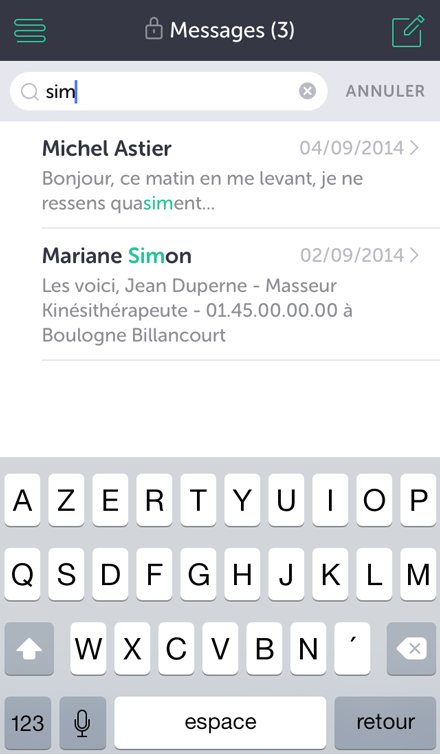 Messages (3)
sim
ANNULER
Michel Astier
04/09/2014
Bonjour, ce matin en me levant, je ne
ressens quasiment...
Mariane Simon
02/09/2014
Les voici, Jean Duperne - Masseur
Kinésithérapeute - 01.45.00.00.00 à
Boulogne Billancourt
A Z E R T Y U I O P
Q S D F G H J K L M
W X C V B N ´
123 espace retour